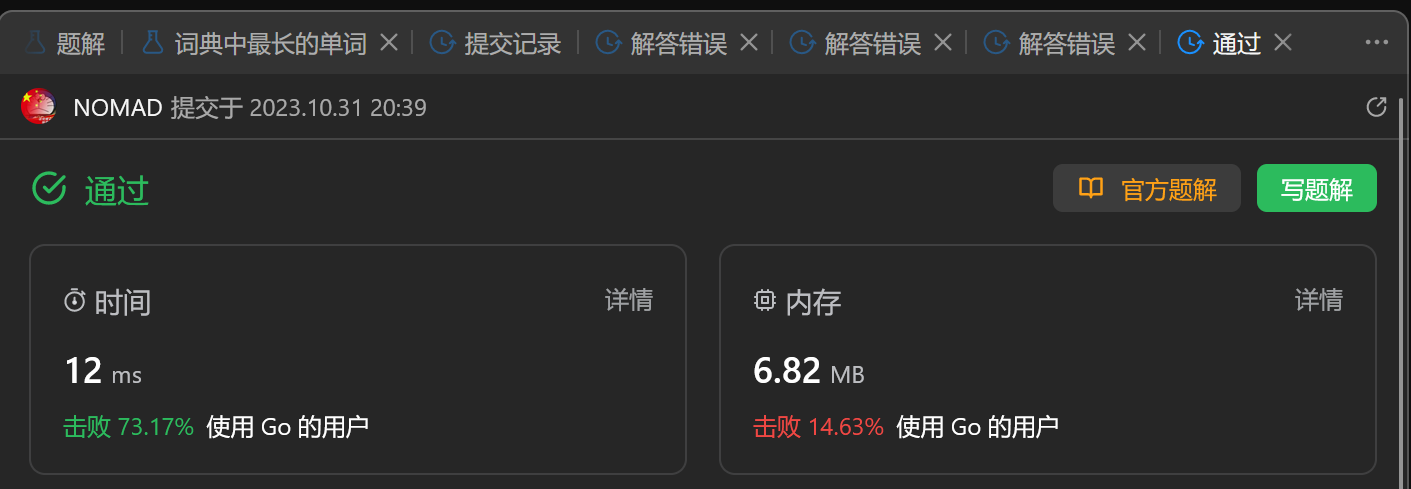 题解 词典中最长的单词 提交记录 解答错误 解答错误 解答错误 通过
NOMAD 提交于 2023.10.31 20:39
通过 官方题解 写题解
时间 详情 内存 详情
12 ms 6.82 MB
击败 73.17% 使用 Go 的用户 击败 14.63% 使用 Go 的用户